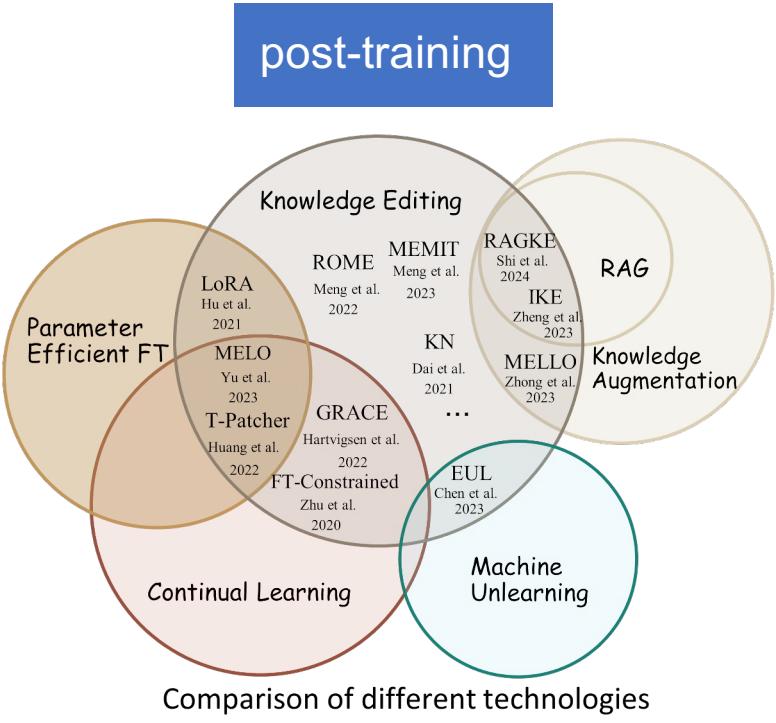 post-training
Knowledge Editing
ROME
Meng et al.
2022
MEMIT
Meng et al.
2023
RAGKE
Shi et al.
2024
RAG
IKE
Zheng et al.
2023
LoRA
Hu et al.
2021
Parameter
Efficient FT
MELO
Yu et al.
2023
KN
Dai et al.
2021
...
MELLO
Zhong et al.
2023
Knowledge
Augmentation
T-Patcher
Huang et al.
2022
GRACE
Hartvigsen et al.
2022
FT-Constrained
Zhu et al.
2020
EUL
Chen et al.
2023
Continual Learning
Machine
Unlearning
Comparison of different technologies